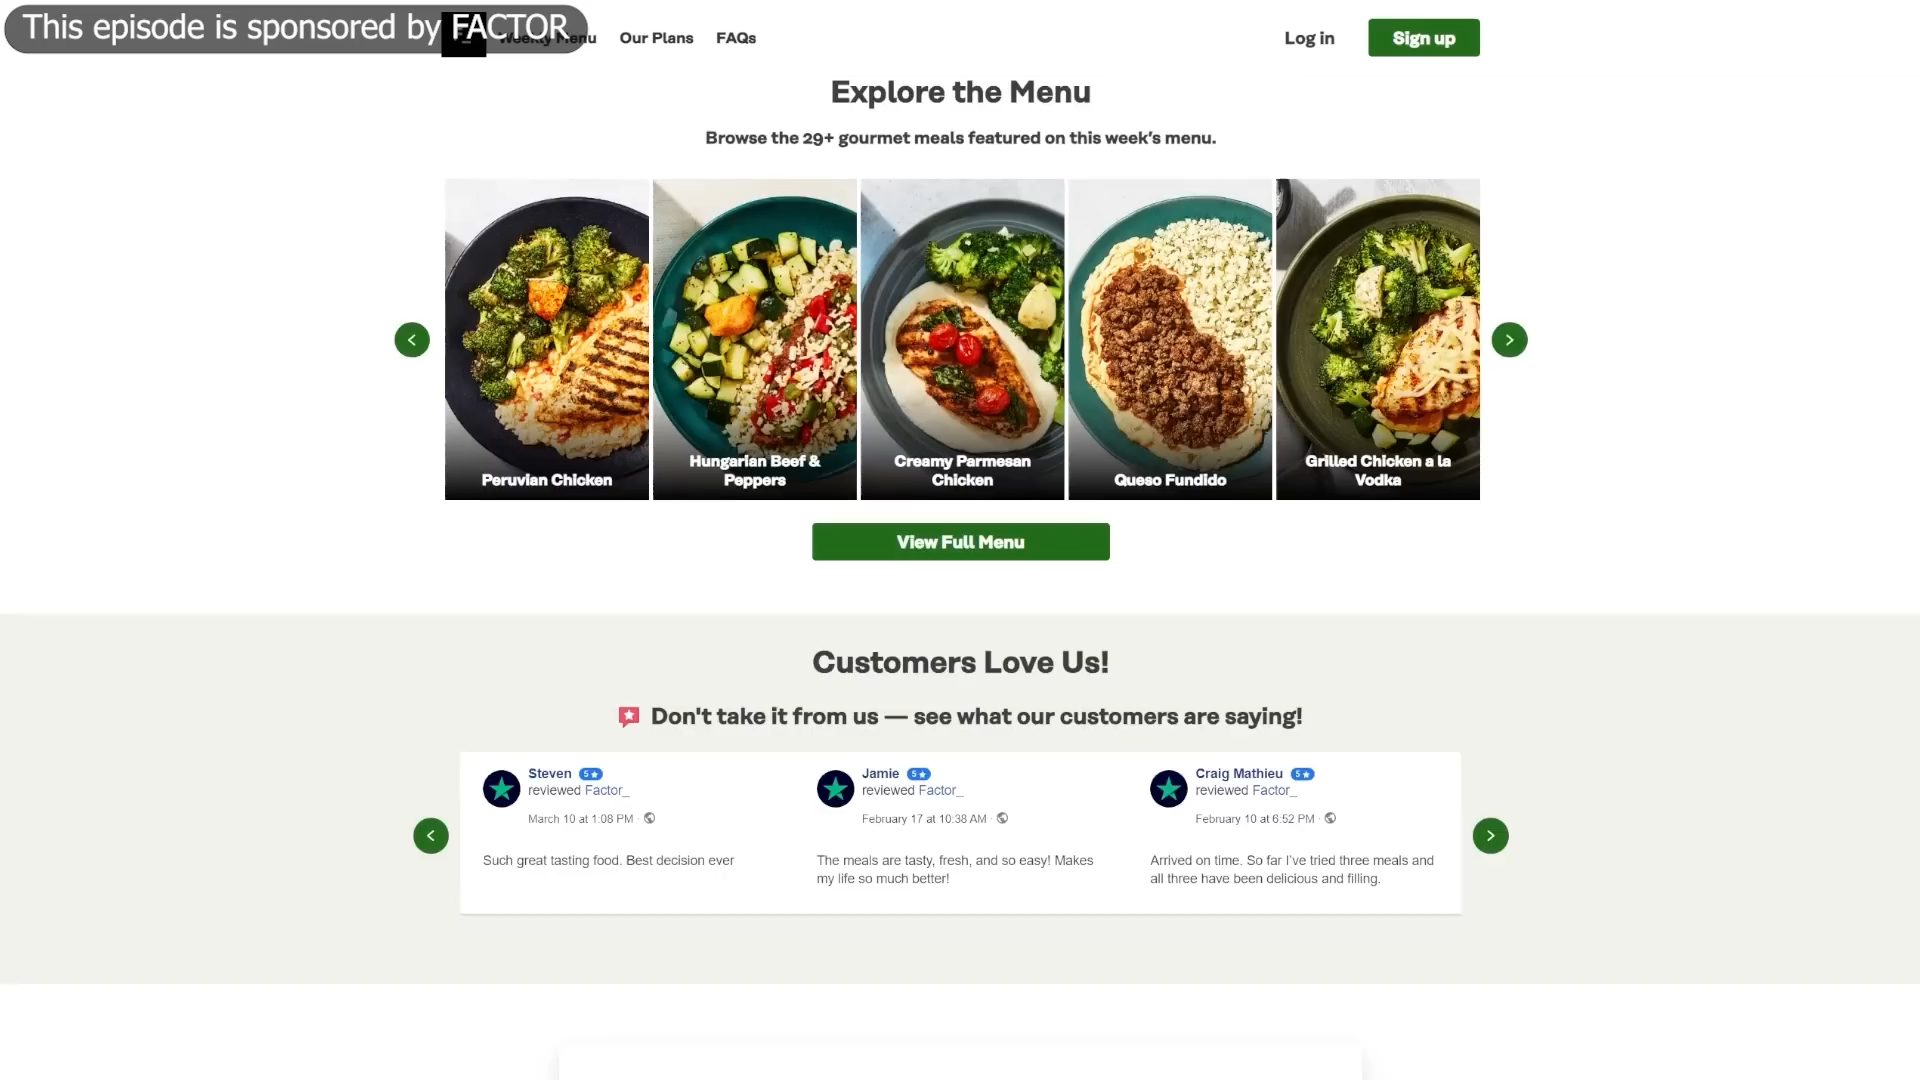 This episode is sponsored by FACTOR
Weekly Menu
Our Plans
FAQs
Log in
Sign up
Explore the Menu
Browse the 29+ gourmet meals featured on this week's menu.
Peruvian Chicken
Hungarian Beef &
Peppers
Creamy Parmesan
Chicken
Queso Fundido
Grilled Chicken a la
Vodka
View Full Menu
Customers Love Us!
Don't take it from us — see what our customers are saying!
Steven 5★
reviewed Factor_
March 10 at 1:08 PM ·
Such great tasting food. Best decision ever
Jamie 5★
reviewed Factor_
February 17 at 10:38 AM ·
The meals are tasty, fresh, and so easy! Makes
my life so much better!
Craig Mathieu 5★
reviewed Factor_
February 10 at 6:52 PM ·
Arrived on time. So far I've tried three meals and
all three have been delicious and filling.